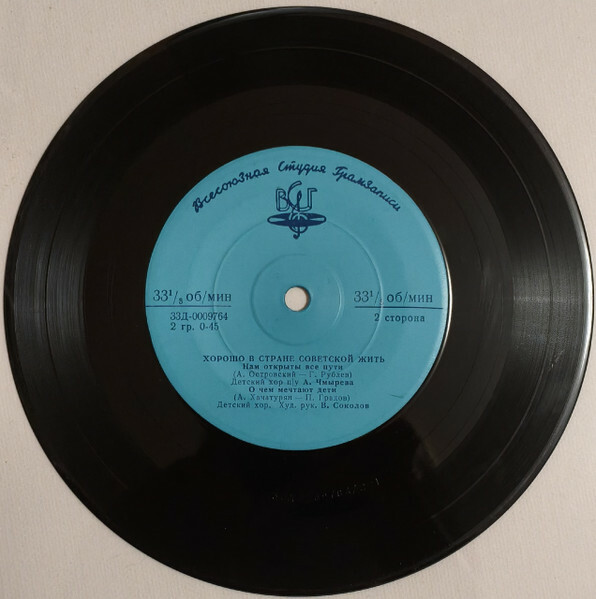 Всесоюзная Студия Грамзаписи
ВСГ
33¹/₃ об/мин 33¹/₃ об/мин
33Д-0009764
2 гр. 0-45
2 сторона
ХОРОШО В СТРАНЕ СОВЕТСКОЙ ЖИТЬ
Нам открыты все пути
(А. Островский — Г. Рублев)
Детский хор п/у А. Чмырева
О чем мечтают дети
(А. Хачатурян — П. Градов)
Детский хор. Худ. рук. В. Соколов